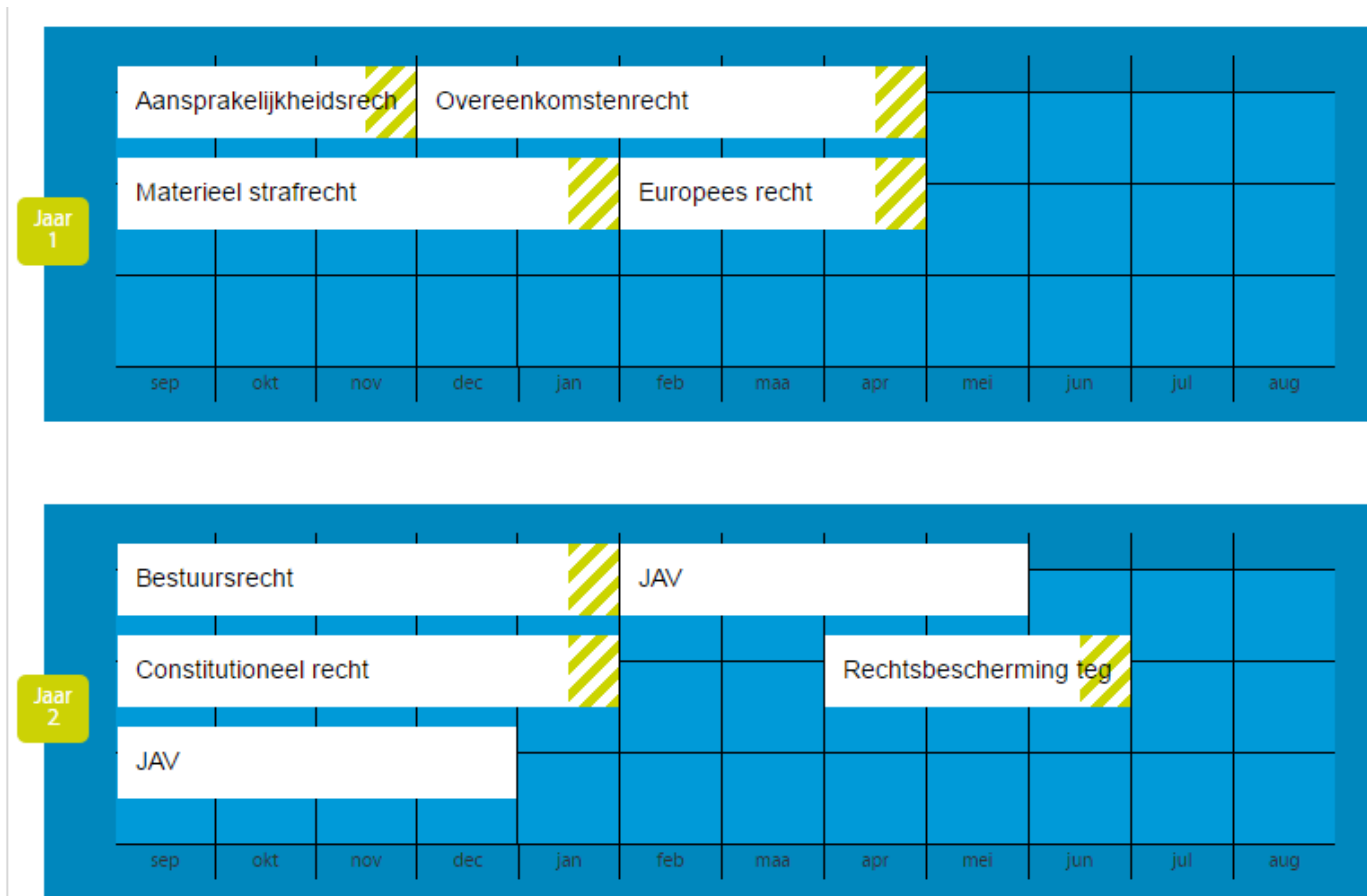 Aansprakelijkheidsrech
Overeenkomstenrecht
Materieel strafrecht
Europees recht
Jaar
1
sep okt nov dec jan feb maa apr mei jun jul aug
Bestuursrecht
JAV
Constitutioneel recht
Rechtsbescherming teg
Jaar
2
JAV
sep okt nov dec jan feb maa apr mei jun jul aug